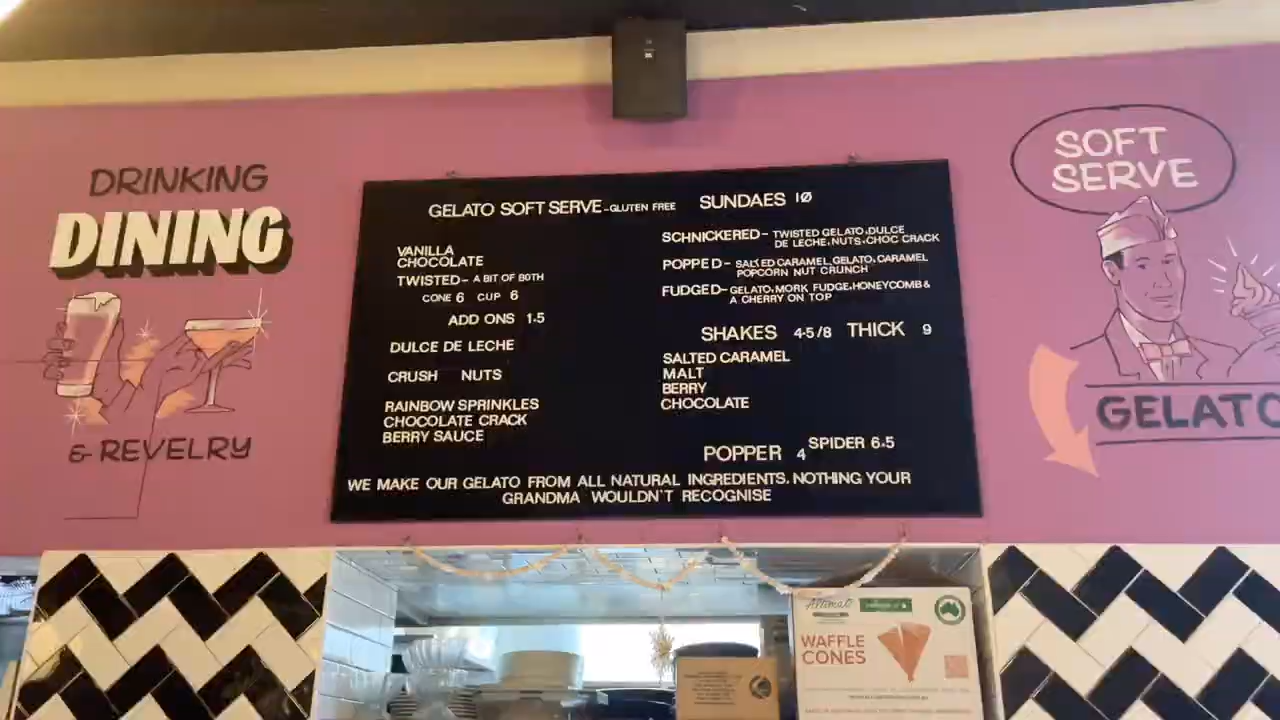 DRINKING
DINING
& REVELRY
GELATO SOFT SERVE - GLUTEN FREE
VANILLA
CHOCOLATE
TWISTED - A BIT OF BOTH
CONE 6 CUP 6
ADD ONS 1.5
DULCE DE LECHE
CRUSH NUTS
RAINBOW SPRINKLES
CHOCOLATE CRACK
BERRY SAUCE
SUNDAES 10
SCHNICKERED - TWISTED GELATO, DULCE
DE LECHE, NUTS, CHOC CRACK
POPPED - SALTED CARAMEL, GELATO, CARAMEL
POPCORN NUT CRUNCH
FUDGED - GELATO, MORK FUDGE, HONEYCOMB &
A CHERRY ON TOP
SHAKES 4.5/8 THICK 9
SALTED CARAMEL
MALT
BERRY
CHOCOLATE
POPPER 4 SPIDER 6.5
WE MAKE OUR GELATO FROM ALL NATURAL INGREDIENTS. NOTHING YOUR
GRANDMA WOULDN'T RECOGNISE
SOFT
SERVE
GELATO
WAFFLE
CONES